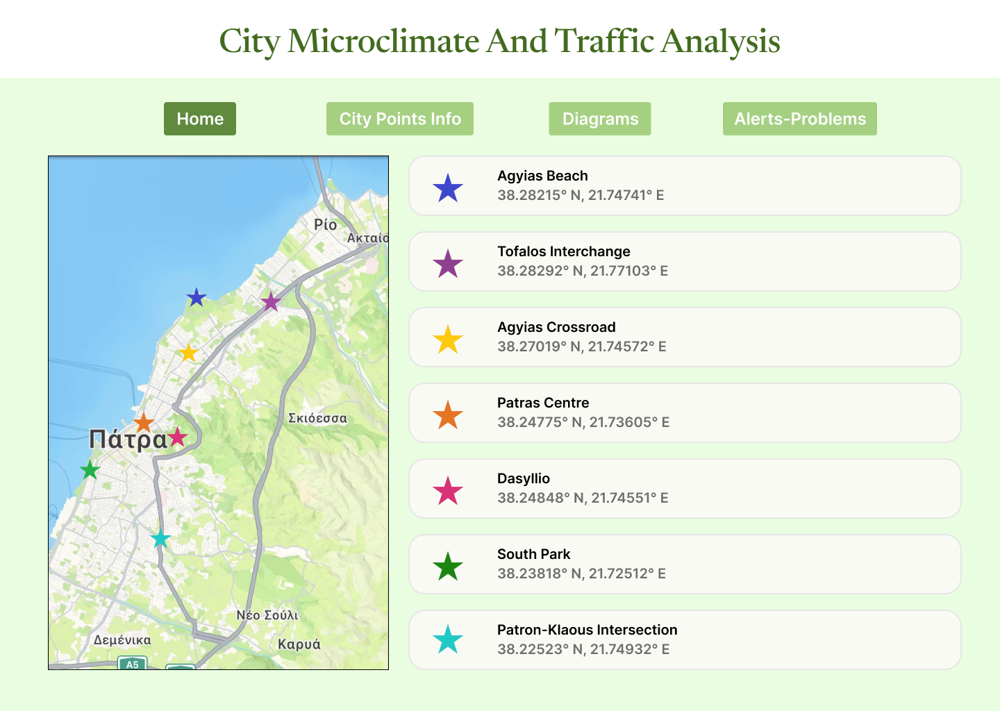 City Microclimate And Traffic Analysis
Home
City Points Info
Diagrams
Alerts-Problems
Ρίο
Ακταίο
Σκιόεσσα
Πάτρα
Νέο Σούλι
Δεμένικα
Καρυά
A5
Agyias Beach
38.28215° N, 21.74741° E
Tofalos Interchange
38.28292° N, 21.77103° E
Agyias Crossroad
38.27019° N, 21.74572° E
Patras Centre
38.24775° N, 21.73605° E
Dasyllio
38.24848° N, 21.74551° E
South Park
38.23818° N, 21.72512° E
Patron-Klaous Intersection
38.22523° N, 21.74932° E